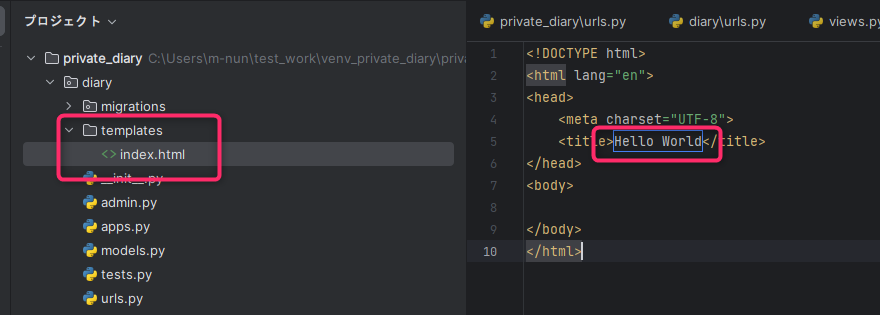 プロジェクト
private_diary C:\Users\m-nun\test_work\venv_private_diary\priva
diary
migrations
templates
<> index.html
__init__.py
admin.py
apps.py
models.py
tests.py
urls.py
private_diary\urls.py diary\urls.py views.py
1 <!DOCTYPE html>
2 <html lang="en">
3 <head>
4 <meta charset="UTF-8">
5 <title>Hello World</title>
6 </head>
7 <body>
8
9 </body>
10 </html>